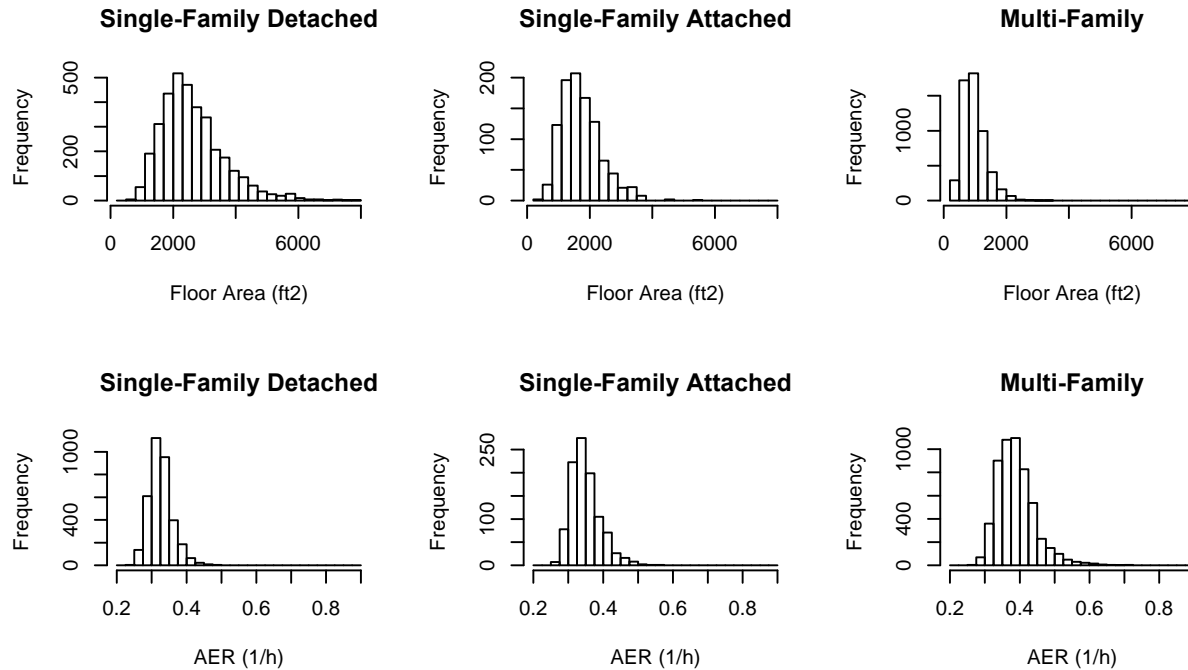 Single-Family Detached
Single-Family Attached
Multi-Family
Frequency
0
200
500
Frequency
0
100
200
Frequency
0
1000
0
2000
6000
0
2000
6000
0
2000
6000
Floor Area (ft2)
Floor Area (ft2)
Floor Area (ft2)
Single-Family Detached
Single-Family Attached
Multi-Family
Frequency
0
400
1000
Frequency
0
100
250
Frequency
0
400
1000
0.2
0.4
0.6
0.8
0.2
0.4
0.6
0.8
0.2
0.4
0.6
0.8
AER (1/h)
AER (1/h)
AER (1/h)